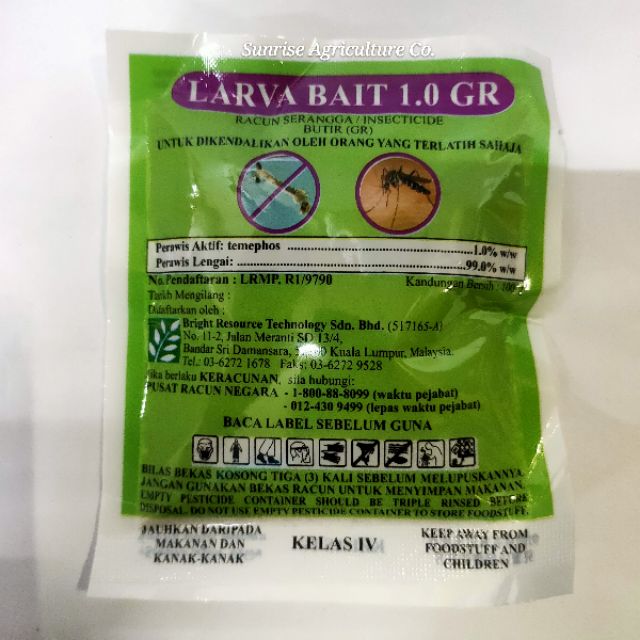 Sunrise Agriculture Co.
LARVA BAIT 1.0 GR
RACUN SERANGGA / INSECTICIDE
BUTIR (GR)
UNTUK DIKENDALIKAN OLEH ORANG YANG TERLATIH SAHAJA
Perawis Aktif: temephos ...........................................1.0% w/w
Perawis Lengai: ........................................................99.0% w/w
No. Pendaftaran : LRMP. R1/9790 Kandungan Bersih : 100
Tarikh Mengilang :
Didaftarkan oleh :
Bright Resource Technology Sdn. Bhd. (517165-A)
No. 11-2, Jalan Meranti SD 13/4,
Bandar Sri Damansara, Kuala Lumpur, Malaysia.
Tel.: 03-6272 1678 Faks: 03-6272 9528
Jika berlaku KERACUNAN, sila hubungi:
PUSAT RACUN NEGARA - 1-800-88-8099 (waktu pejabat)
- 012-430 9499 (lepas waktu pejabat)
BACA LABEL SEBELUM GUNA
BILAS BEKAS KOSONG TIGA (3) KALI SEBELUM MELUPUSKANNYA.
JANGAN GUNAKAN BEKAS RACUN UNTUK MENYIMPAN MAKANAN.
EMPTY PESTICIDE CONTAINER SHOULD BE TRIPLE RINSED BEFORE
DISPOSAL. DO NOT USE EMPTY PESTICIDE CONTAINER TO STORE FOODSTUFF.
JAUHKAN DARIPADA
MAKANAN DAN
KANAK-KANAK
KELAS IV
KEEP AWAY FROM
FOODSTUFF AND
CHILDREN